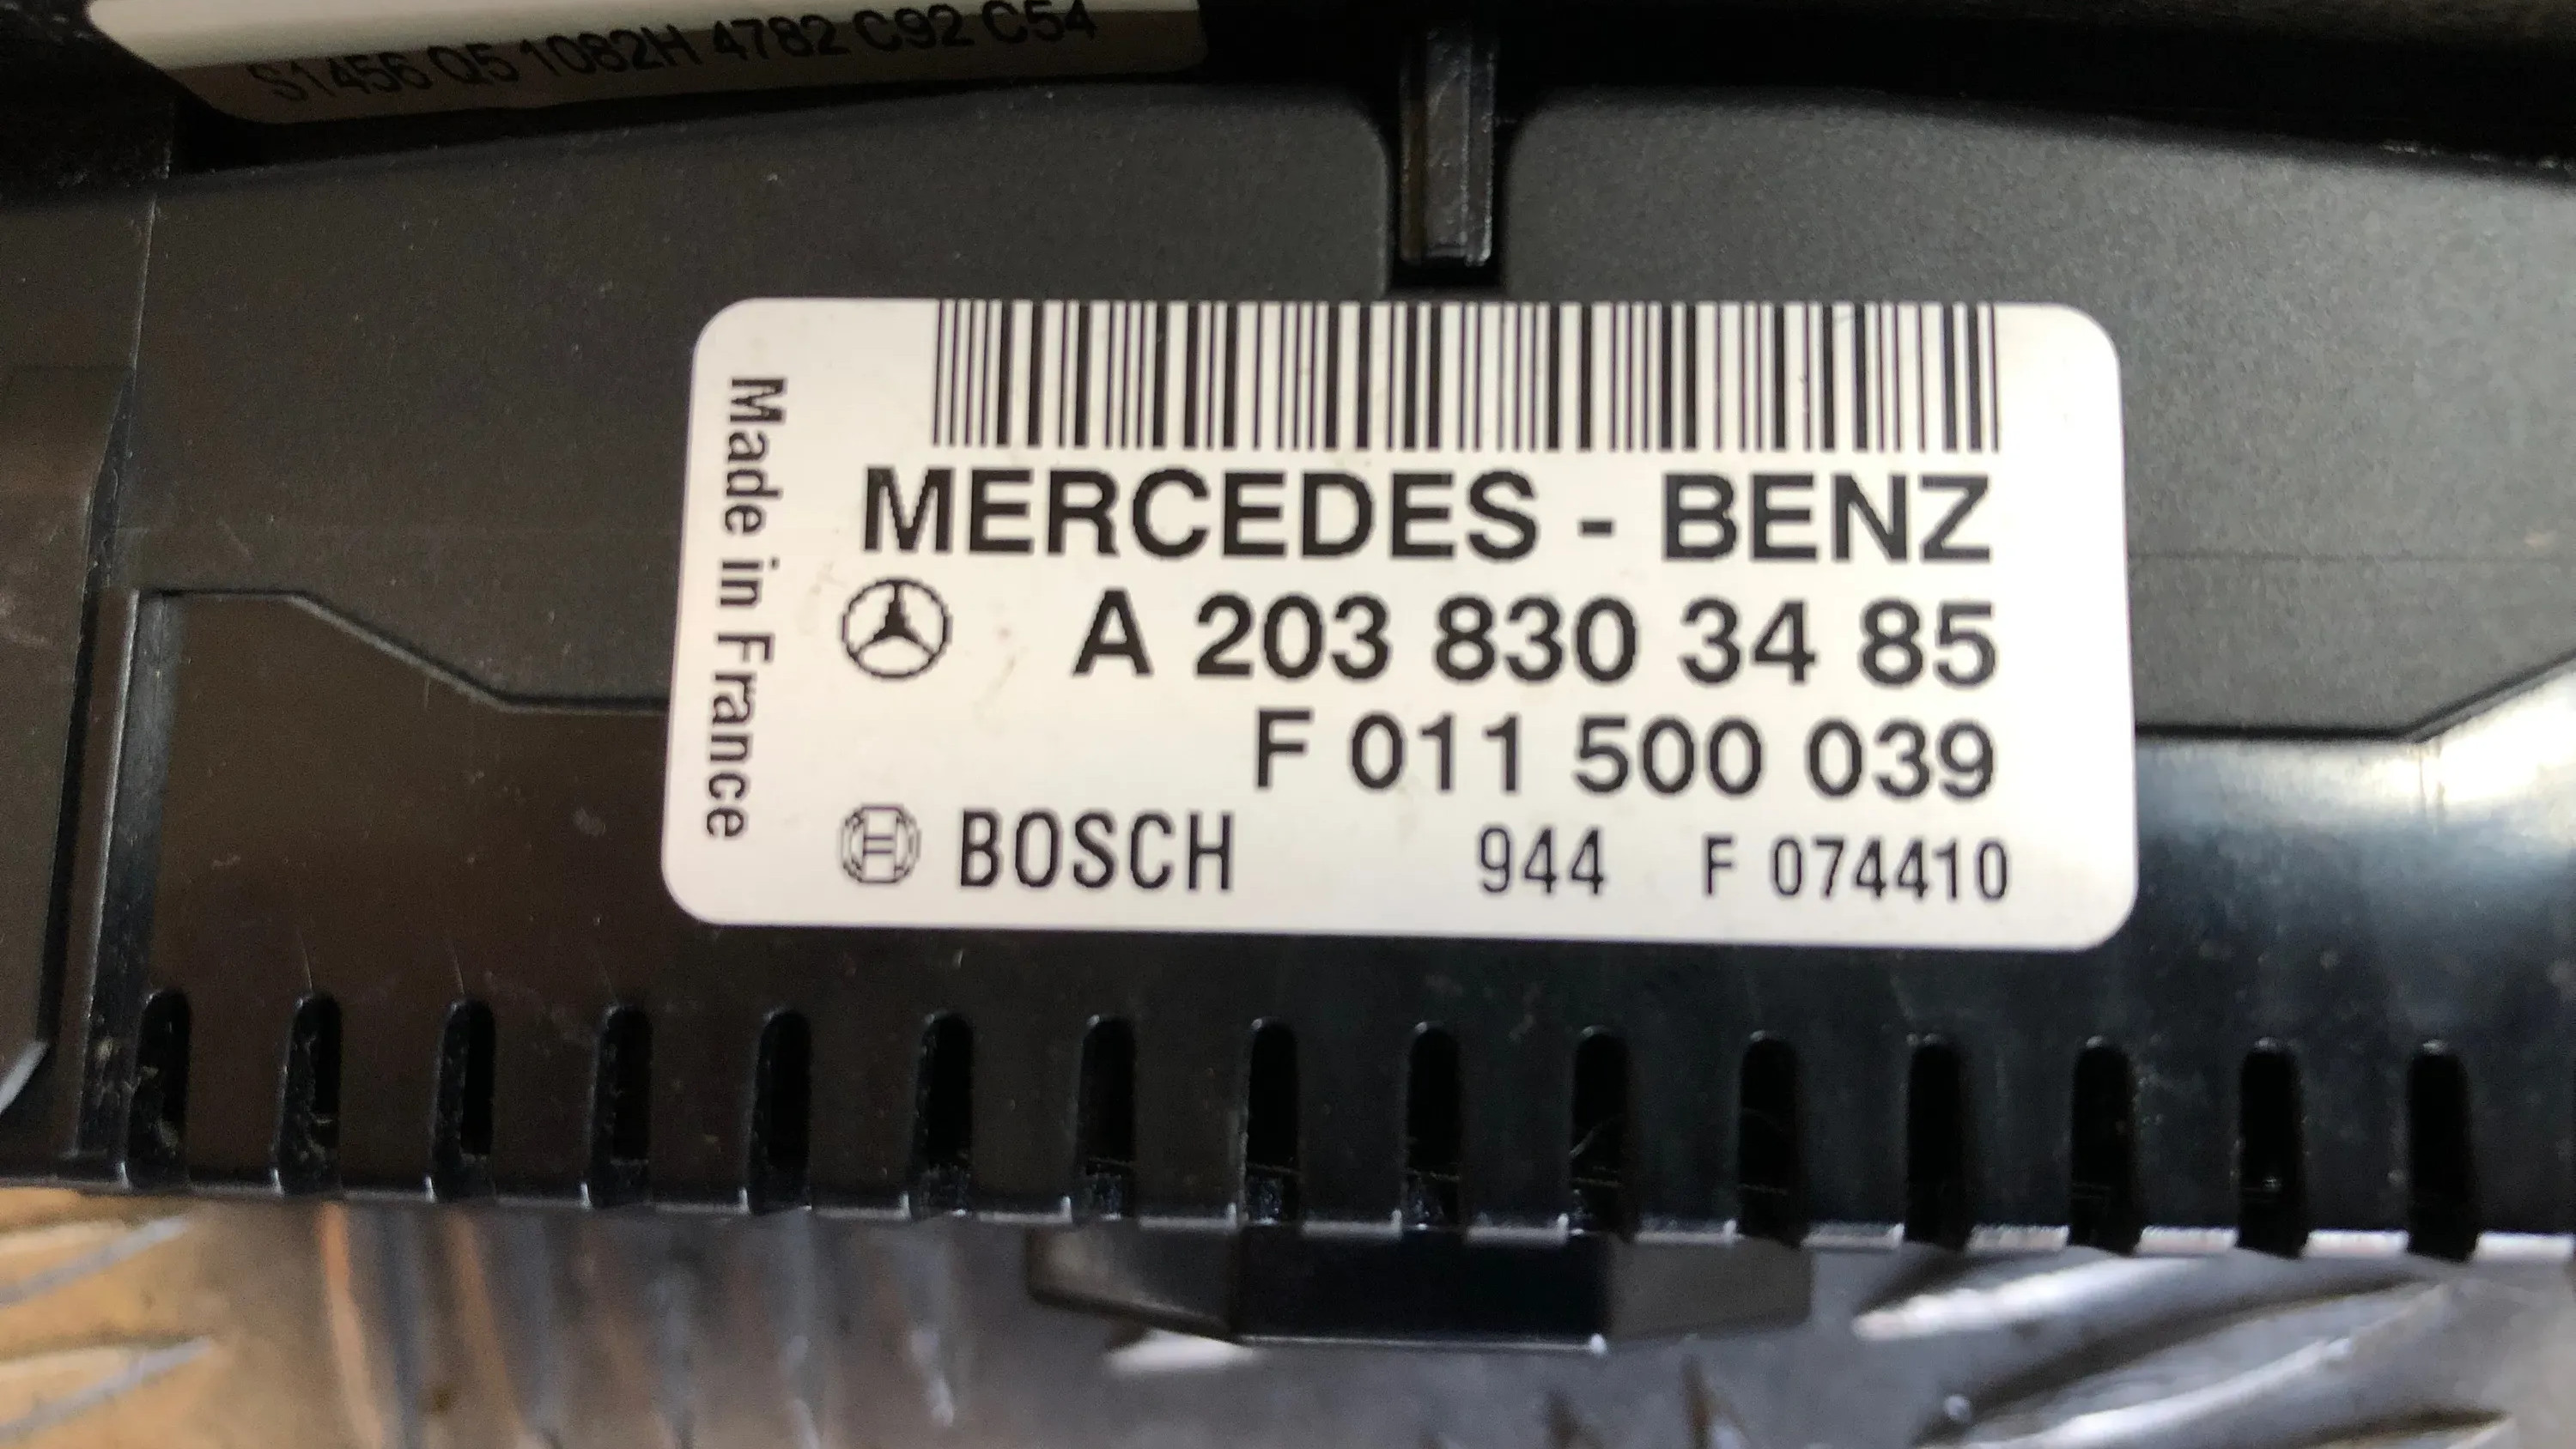 S1456 Q5 1082H 4782 C92 C54
Made in France
MERCEDES - BENZ
A 203 830 34 85
F 011 500 039
BOSCH 944 F 074410